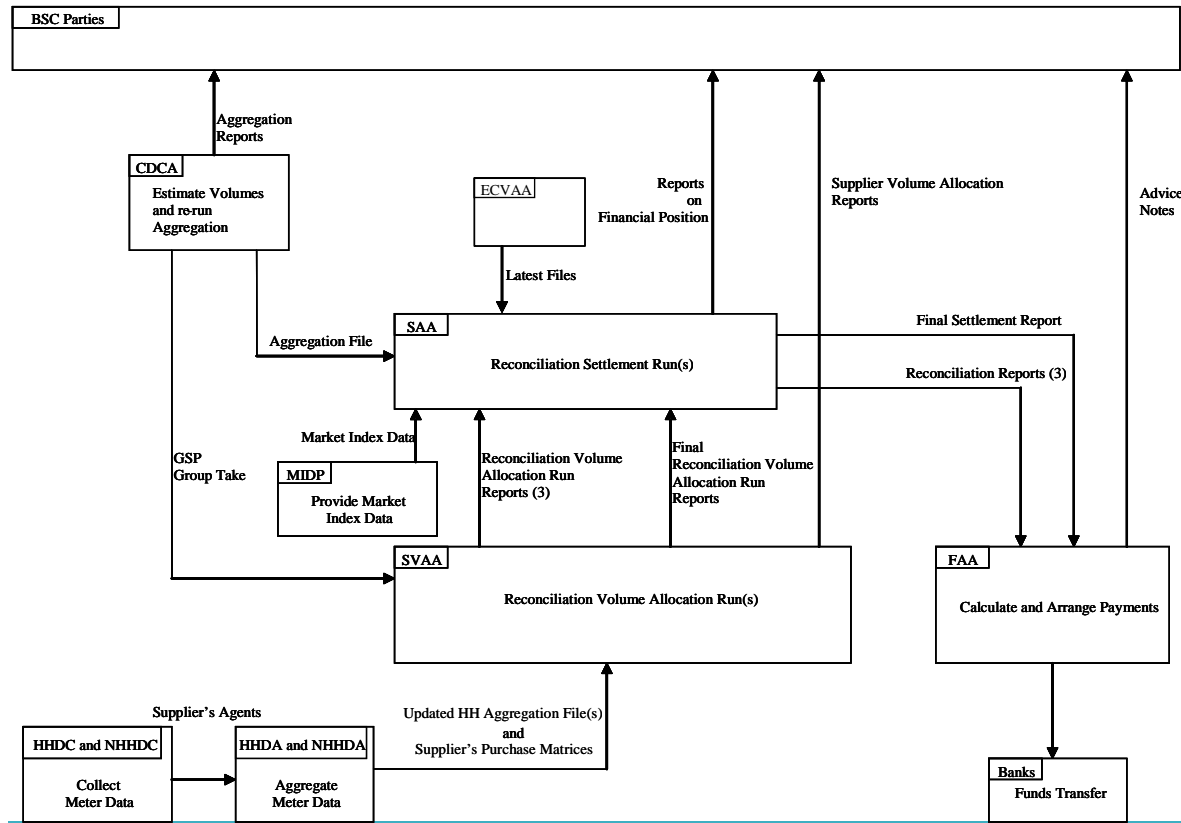 BSC Parties
Aggregation
Reports
CDCA
Estimate Volumes
and re-run
Aggregation
ECVAA
Latest Files
Reports
on
Financial Position
Supplier Volume Allocation
Reports
Advice
Notes
SAA
Reconciliation Settlement Run(s)
Aggregation File
Final Settlement Report
Reconciliation Reports (3)
GSP
Group Take
Market Index Data
MIDP
Provide Market
Index Data
Reconciliation Volume
Allocation Run
Reports (3)
Final
Reconciliation Volume
Allocation Run
Reports
SVAA
Reconciliation Volume Allocation Run(s)
FAA
Calculate and Arrange Payments
Supplier's Agents
HHDC and NHHDC
Collect
Meter Data
HHDA and NHHDA
Aggregate
Meter Data
Updated HH Aggregation File(s)
and
Supplier's Purchase Matrices
Banks
Funds Transfer